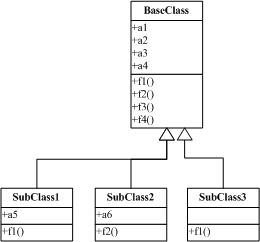 BaseClass
+a1
+a2
+a3
+a4
+f1()
+f2()
+f3()
+f4()
SubClass1
+a5
+f1()
SubClass2
+a6
+f2()
SubClass3
+f1()